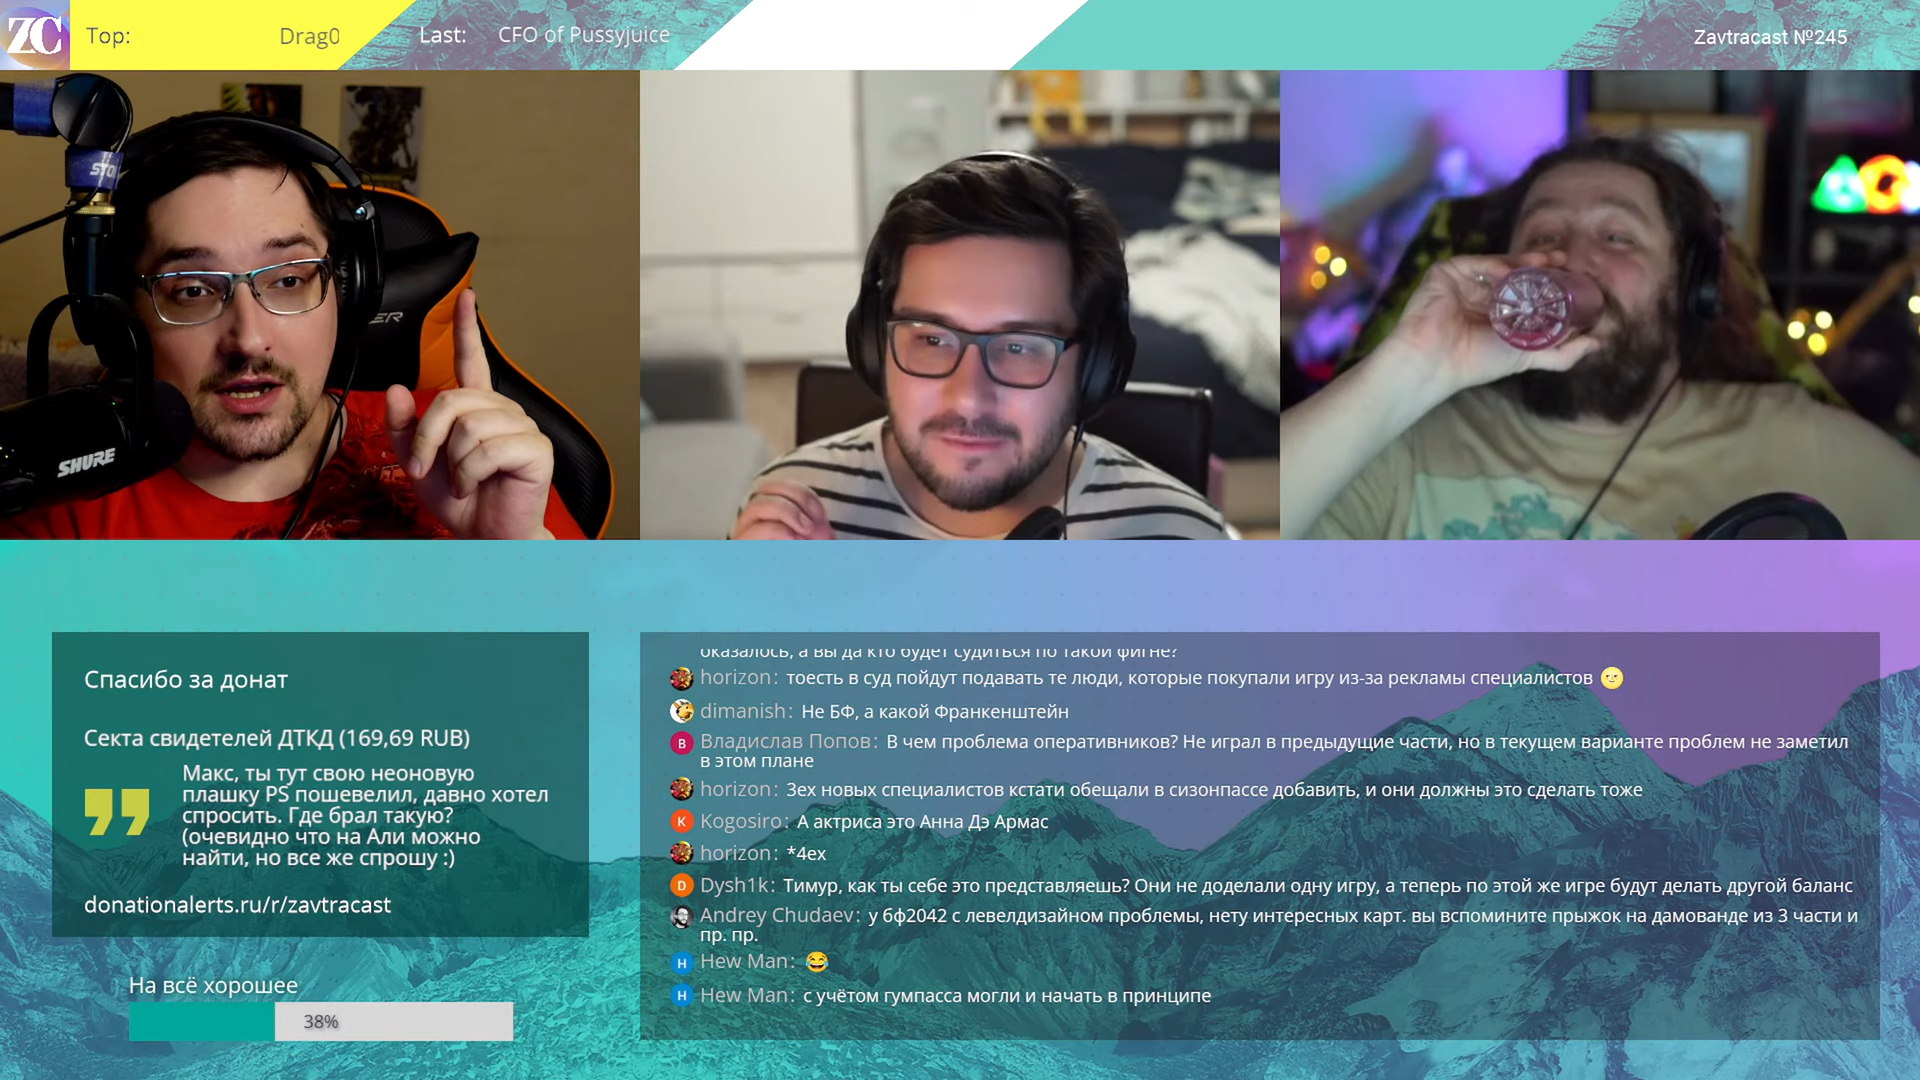 ZC
Top:
Drag0
Last:
CFO of Pussyjuice
Zavtracast №245
STO
SHURE
ER
Спасибо за донат
Секта свидетелей ДТКД (169,69 RUB)
Макс, ты тут свою неоновую
плашку PS пошевелил, давно хотел
спросить. Где брал такую?
(очевидно что на Али можно
найти, но все же спрошу :)
donationalerts.ru/r/zavtracast
На всё хорошее
38%
оказалось, а вы да кто будет судиться по такой фигне?
horizon: тоесть в суд пойдут подавать те люди, которые покупали игру из-за рекламы специалистов 🌝
dimanish: Не БФ, а какой Франкенштейн
В Владислав Попов: В чем проблема оперативников? Не играл в предыдущие части, но в текущем варианте проблем не заметил
в этом плане
horizon: 3ех новых специалистов кстати обещали в сизонпассе добавить, и они должны это сделать тоже
K Kogosiro: А актриса это Анна Дэ Армас
horizon: *4ех
D Dysh1k: Тимур, как ты себе это представляешь? Они не доделали одну игру, а теперь по этой же игре будут делать другой баланс
Andrey Chudaev: у бф2042 с левелдизайном проблемы, нету интересных карт. вы вспомините прыжок на дамованде из 3 части и
пр. пр.
H Hew Man: 😂
H Hew Man: с учётом гумпасса могли и начать в принципе